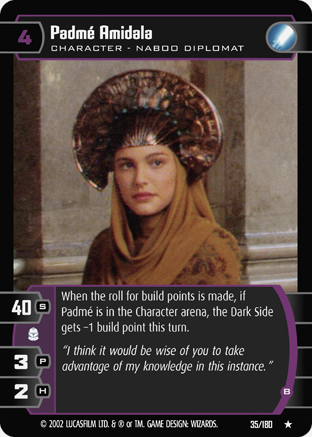 4 Padmé Amidala
CHARACTER - NABOO DIPLOMAT
40 S
When the roll for build points is made, if
Padmé is in the Character arena, the Dark Side
gets -1 build point this turn.
3 P
“I think it would be wise of you to take
advantage of my knowledge in this instance.”
2 H
B
© 2002 LUCASFILM LTD. & ® or TM. GAME DESIGN: WIZARDS. 35/180 ★